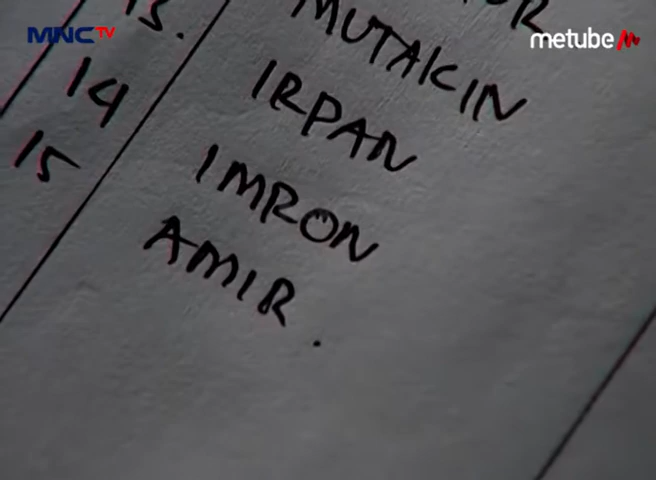 MNCTV
metube
13.
MUTAKIN
14
IRPAN
15
IMRON
AMIR.